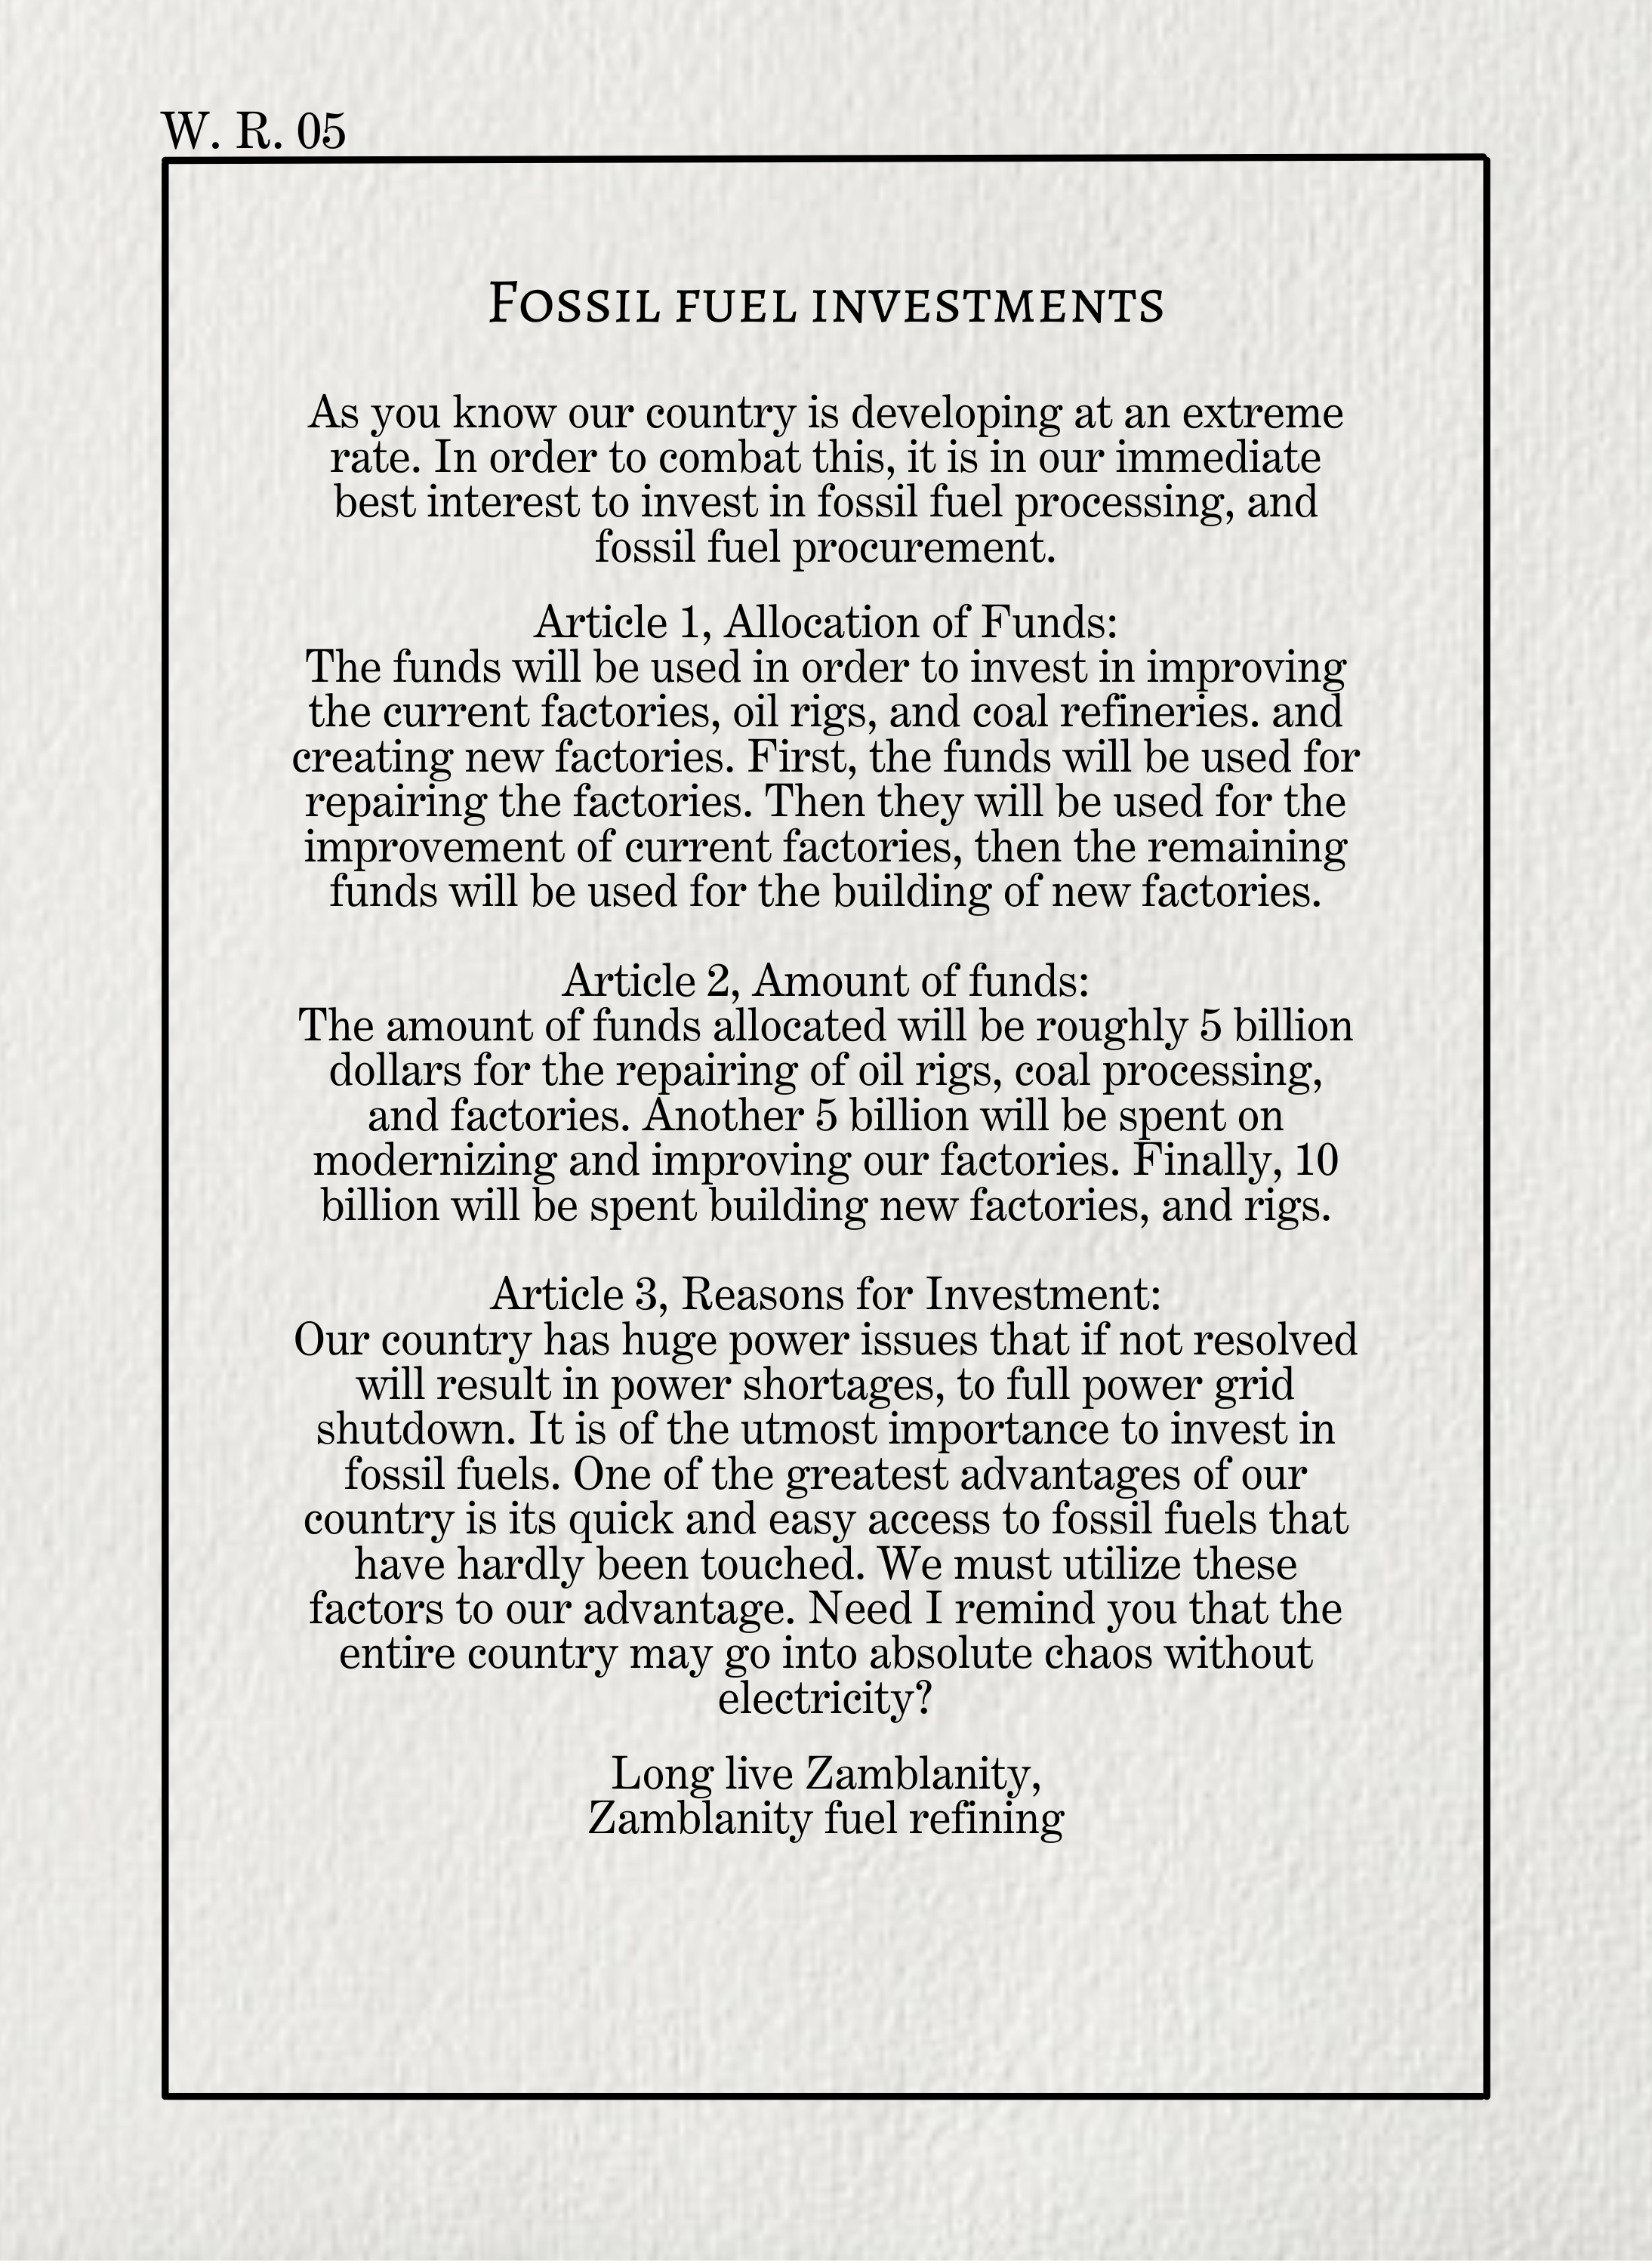 W. R. 05
Fossil fuel investments
As you know our country is developing at an extreme
rate. In order to combat this, it is in our immediate
best interest to invest in fossil fuel processing, and
fossil fuel procurement.
Article 1, Allocation of Funds:
The funds will be used in order to invest in improving
the current factories, oil rigs, and coal refineries. and
creating new factories. First, the funds will be used for
repairing the factories. Then they will be used for the
improvement of current factories, then the remaining
funds will be used for the building of new factories.
Article 2, Amount of funds:
The amount of funds allocated will be roughly 5 billion
dollars for the repairing of oil rigs, coal processing,
and factories. Another 5 billion will be spent on
modernizing and improving our factories. Finally, 10
billion will be spent building new factories, and rigs.
Article 3, Reasons for Investment:
Our country has huge power issues that if not resolved
will result in power shortages, to full power grid
shutdown. It is of the utmost importance to invest in
fossil fuels. One of the greatest advantages of our
country is its quick and easy access to fossil fuels that
have hardly been touched. We must utilize these
factors to our advantage. Need I remind you that the
entire country may go into absolute chaos without
electricity?
Long live Zamblanity,
Zamblanity fuel refining